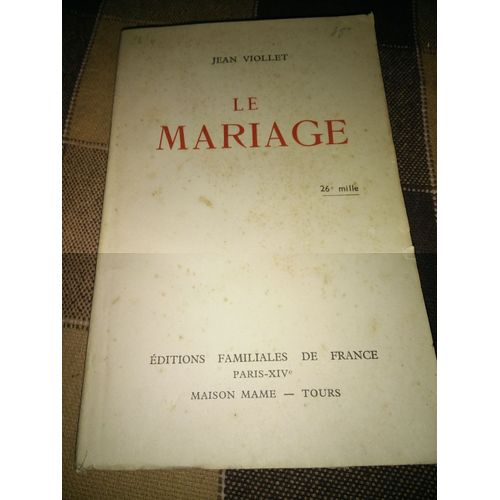 JEAN VIOLLET
LE
MARIAGE
26e mille
ÉDITIONS FAMILIALES DE FRANCE
PARIS-XIVe
MAISON MAME — TOURS